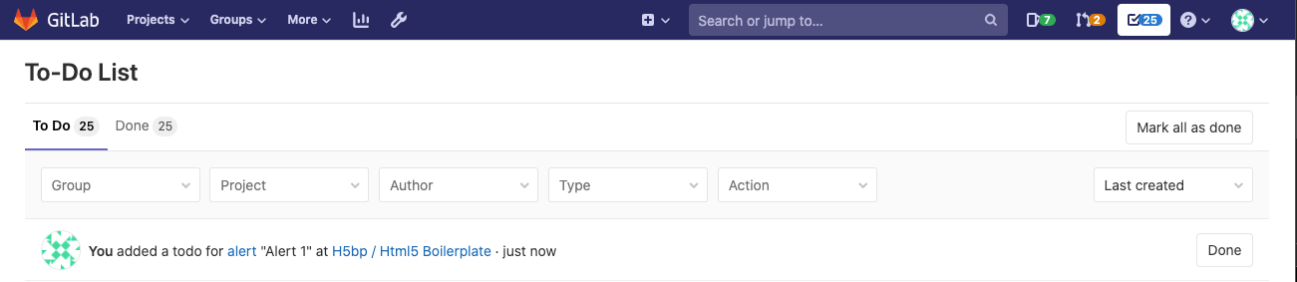 GitLab Projects Groups More Search or jump to... 7 2 25
To-Do List
To Do 25 Done 25 Mark all as done
Group Project Author Type Action Last created
You added a todo for alert "Alert 1" at H5bp / Html5 Boilerplate · just now Done